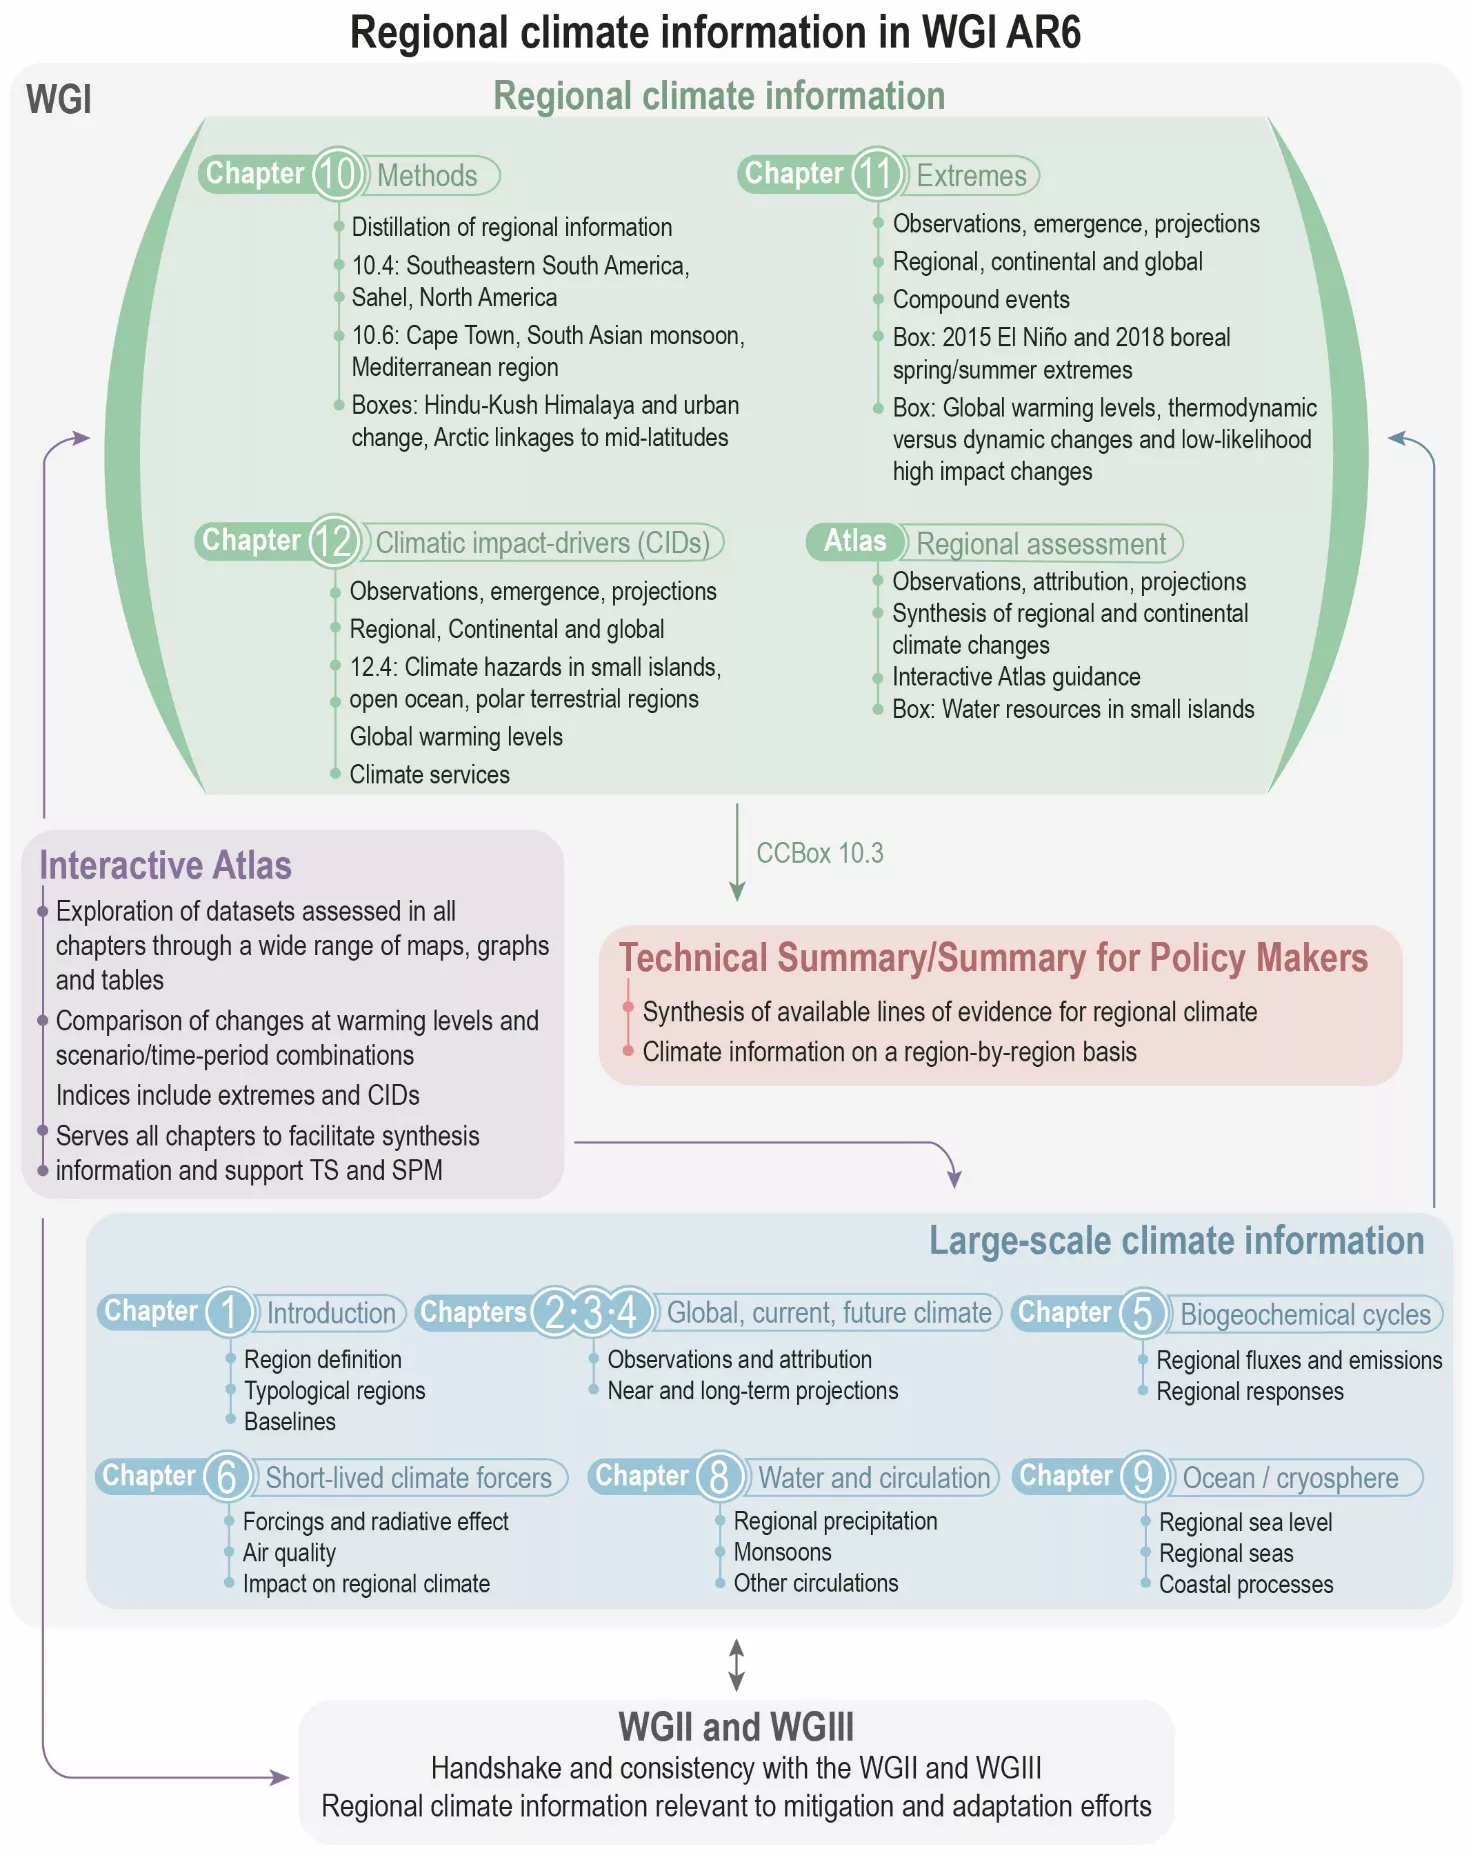 Regional climate information in WGI AR6
WGI
Regional climate information
Chapter 10 Methods
Distillation of regional information
10.4: Southeastern South America,
Sahel, North America
10.6: Cape Town, South Asian monsoon,
Mediterranean region
Boxes: Hindu-Kush Himalaya and urban
change, Arctic linkages to mid-latitudes
Chapter 11 Extremes
Observations, emergence, projections
Regional, continental and global
Compound events
Box: 2015 El Niño and 2018 boreal
spring/summer extremes
Box: Global warming levels, thermodynamic
versus dynamic changes and low-likelihood
high impact changes
Chapter 12 Climatic impact-drivers (CIDs)
Observations, emergence, projections
Regional, Continental and global
12.4: Climate hazards in small islands,
open ocean, polar terrestrial regions
Global warming levels
Climate services
Atlas Regional assessment
Observations, attribution, projections
Synthesis of regional and continental
climate changes
Interactive Atlas guidance
Box: Water resources in small islands
CCBox 10.3
Interactive Atlas
Exploration of datasets assessed in all
chapters through a wide range of maps, graphs
and tables
Comparison of changes at warming levels and
scenario/time-period combinations
Indices include extremes and CIDs
Serves all chapters to facilitate synthesis
information and support TS and SPM
Technical Summary/Summary for Policy Makers
Synthesis of available lines of evidence for regional climate
Climate information on a region-by-region basis
Large-scale climate information
Chapter 1 Introduction
Region definition
Typological regions
Baselines
Chapters 2·3·4 Global, current, future climate
Observations and attribution
Near and long-term projections
Chapter 5 Biogeochemical cycles
Regional fluxes and emissions
Regional responses
Chapter 6 Short-lived climate forcers
Forcings and radiative effect
Air quality
Impact on regional climate
Chapter 8 Water and circulation
Regional precipitation
Monsoons
Other circulations
Chapter 9 Ocean / cryosphere
Regional sea level
Regional seas
Coastal processes
WGII and WGIII
Handshake and consistency with the WGII and WGIII
Regional climate information relevant to mitigation and adaptation efforts